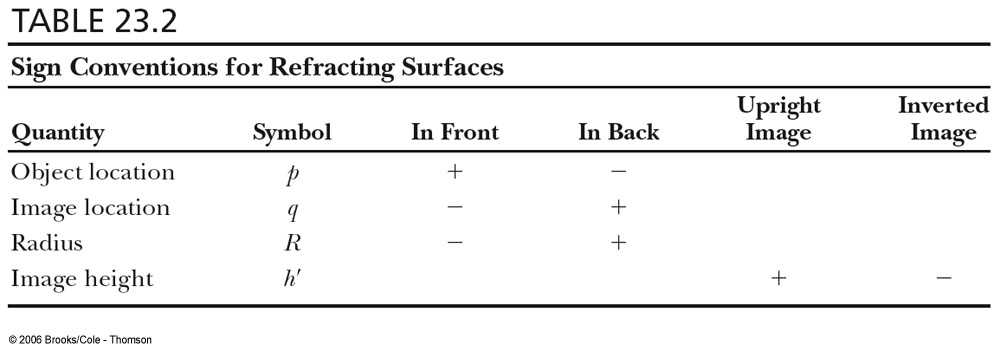 TABLE 23.2
Sign Conventions for Refracting Surfaces
Quantity Symbol In Front In Back Upright Image Inverted Image
Object location p + −
Image location q − +
Radius R − +
Image height h′ + −
© 2006 Brooks/Cole - Thomson